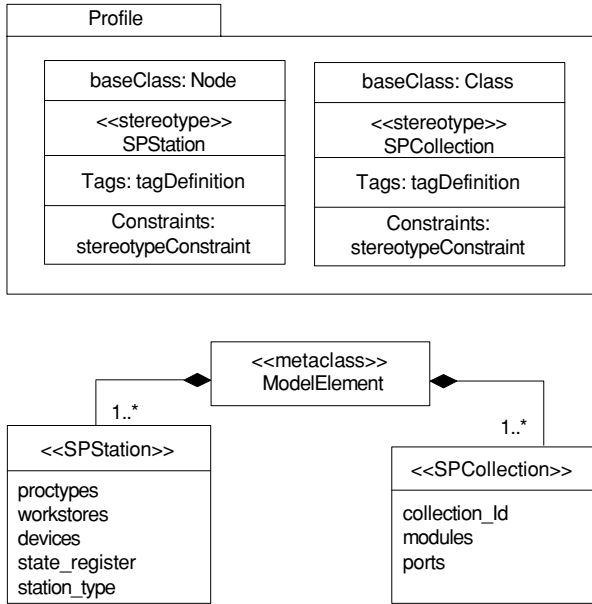 Profile
baseClass: Node
<<stereotype>>
SPStation
Tags: tagDefinition
Constraints:
stereotypeConstraint
baseClass: Class
<<stereotype>>
SPCollection
Tags: tagDefinition
Constraints:
stereotypeConstraint
<<metaclass>>
ModelElement
1..*
1..*
<<SPStation>>
proctypes
workstores
devices
state_register
station_type
<<SPCollection>>
collection_Id
modules
ports